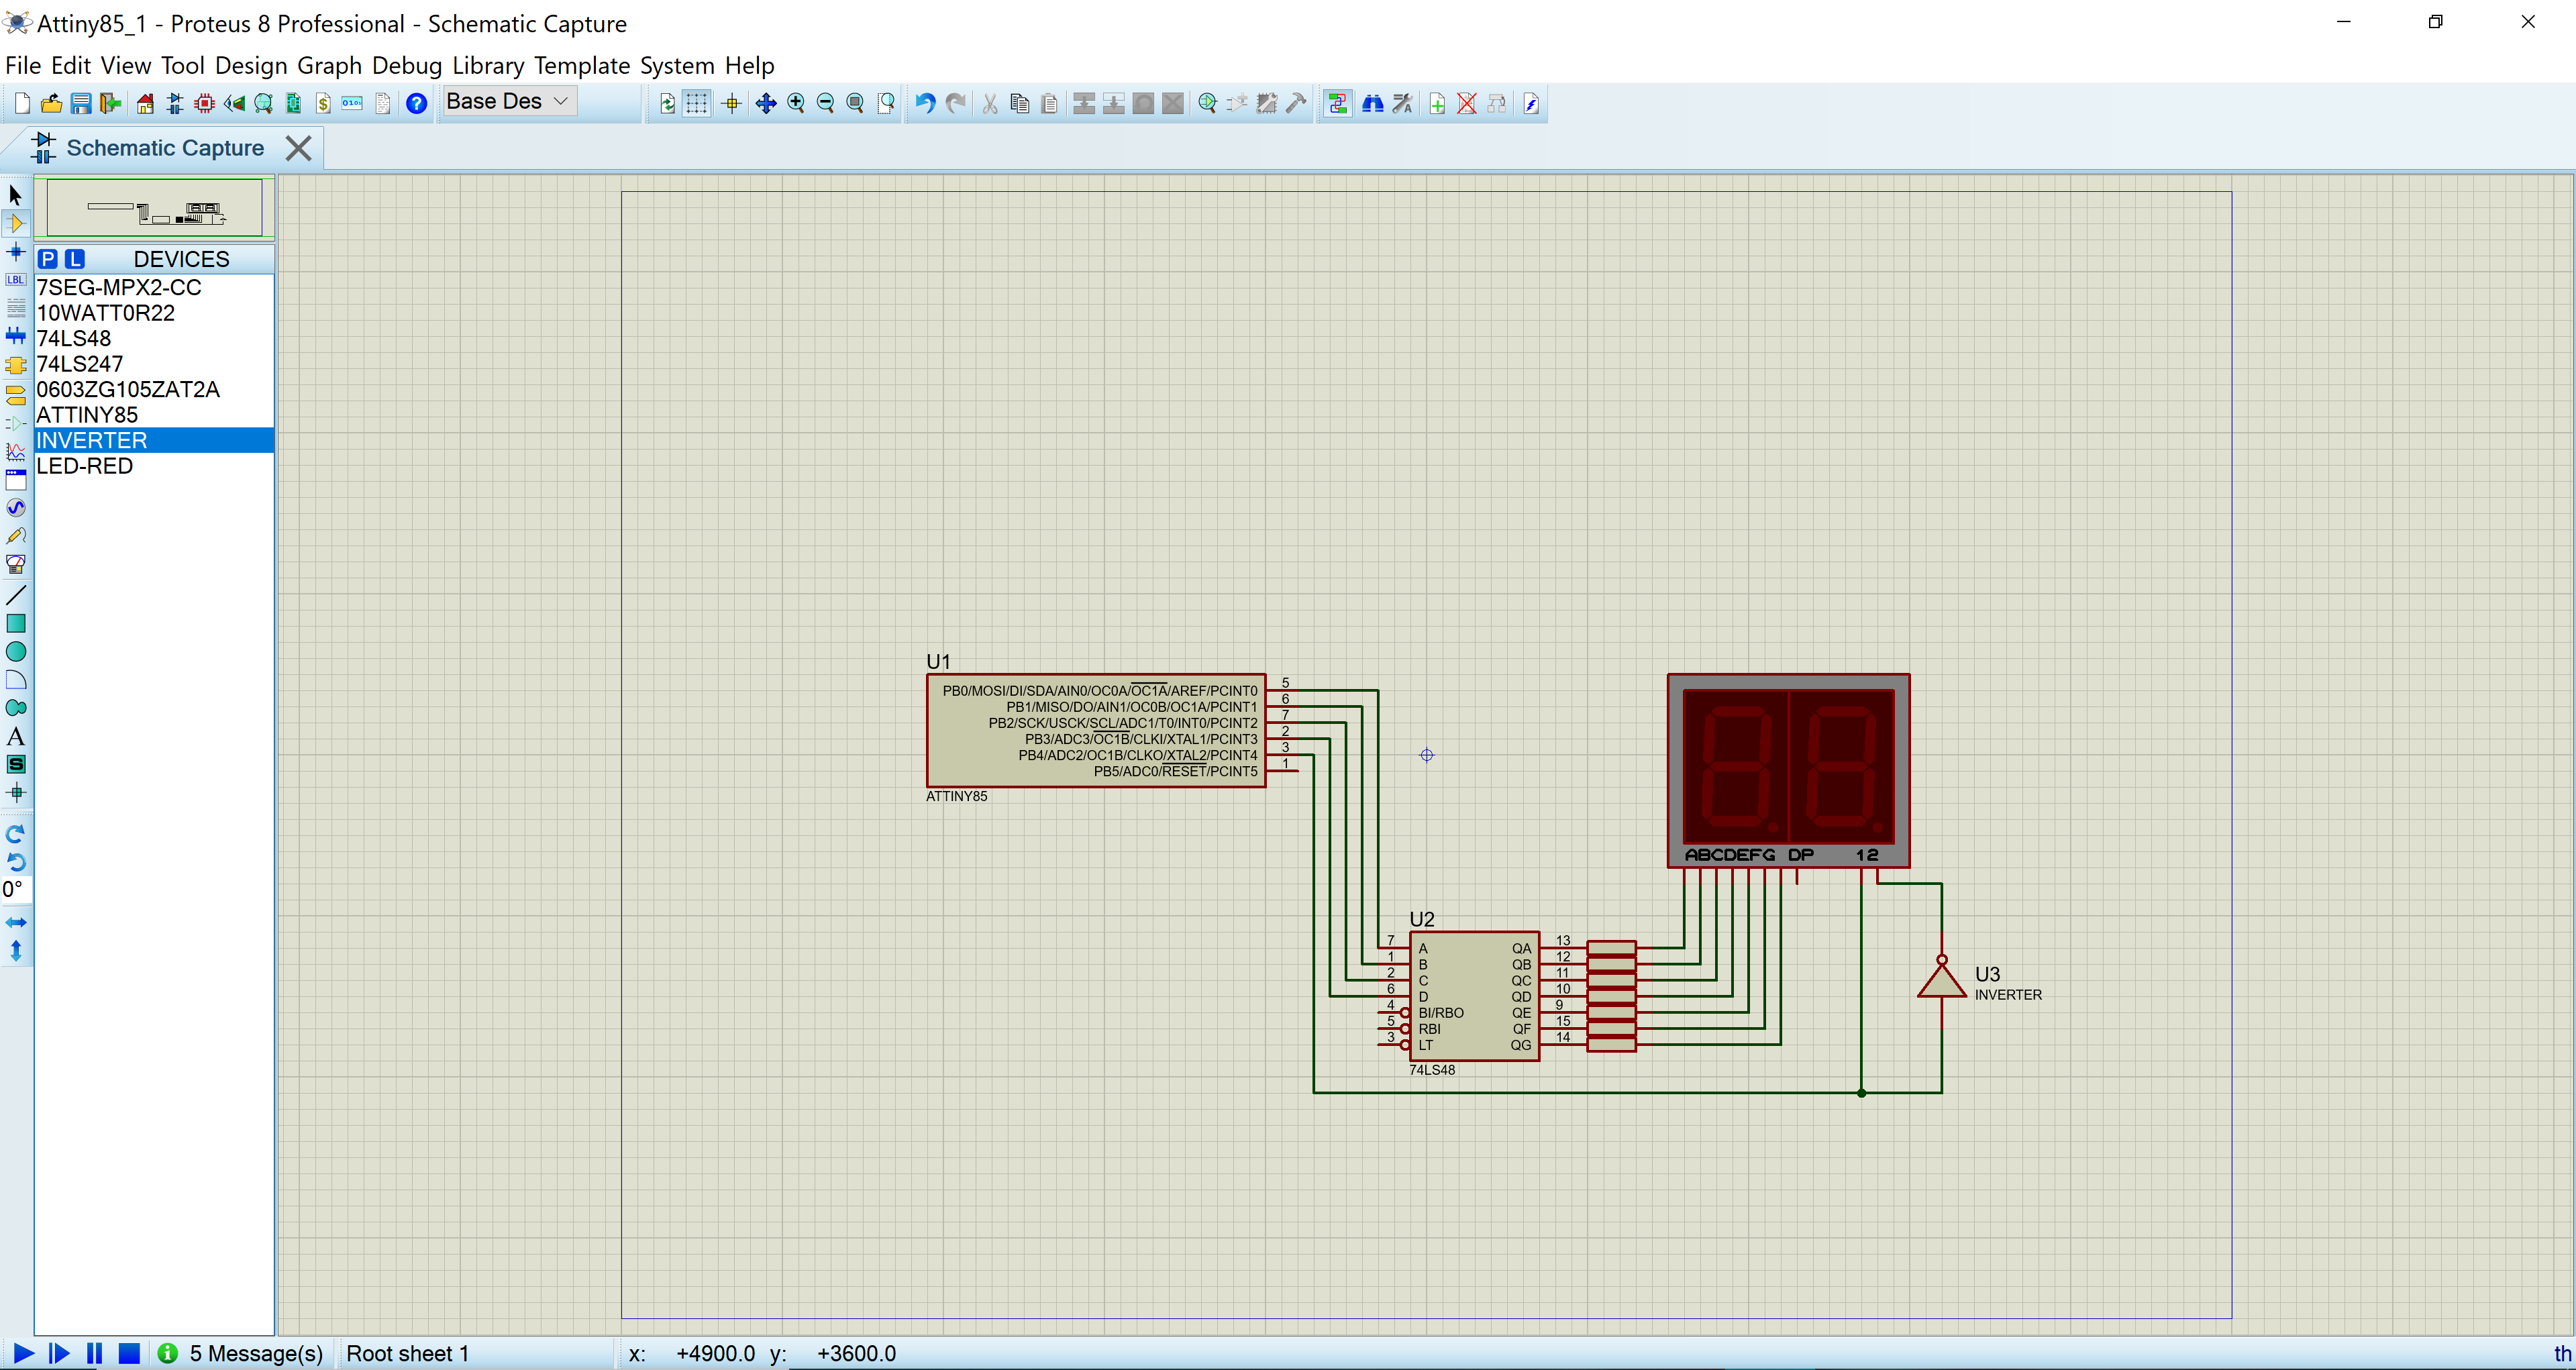 Attiny85_1 - Proteus 8 Professional - Schematic Capture
File Edit View Tool Design Graph Debug Library Template System Help
Base Des
Schematic Capture
P L DEVICES
7SEG-MPX2-CC
10WATT0R22
74LS48
74LS247
0603ZG105ZAT2A
ATTINY85
INVERTER
LED-RED
LBL
A
S
0°
U1
PB0/MOSI/DI/SDA/AIN0/OC0A/OC1A/AREF/PCINT0 5
PB1/MISO/DO/AIN1/OC0B/OC1A/PCINT1 6
PB2/SCK/USCK/SCL/ADC1/T0/INT0/PCINT2 7
PB3/ADC3/OC1B/CLKI/XTAL1/PCINT3 2
PB4/ADC2/OC1B/CLKO/XTAL2/PCINT4 3
PB5/ADC0/RESET/PCINT5 1
ATTINY85
ABCDEFG DP 12
U2
7 A QA 13
1 B QB 12
2 C QC 11
6 D QD 10
4 BI/RBO QE 9
5 RBI QF 15
3 LT QG 14
74LS48
U3
INVERTER
5 Message(s) Root sheet 1 x: +4900.0 y: +3600.0 th